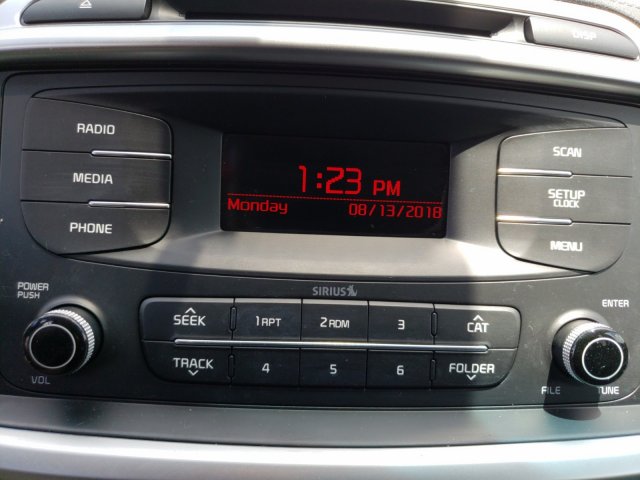 DISP
RADIO
MEDIA
PHONE
1:23 PM
Monday 08/13/2018
SCAN
SETUP
CLOCK
MENU
SIRIUS
POWER
PUSH
VOL
SEEK
1 RPT
2 RDM
3
CAT
TRACK
4
5
6
FOLDER
ENTER
FILE
TUNE